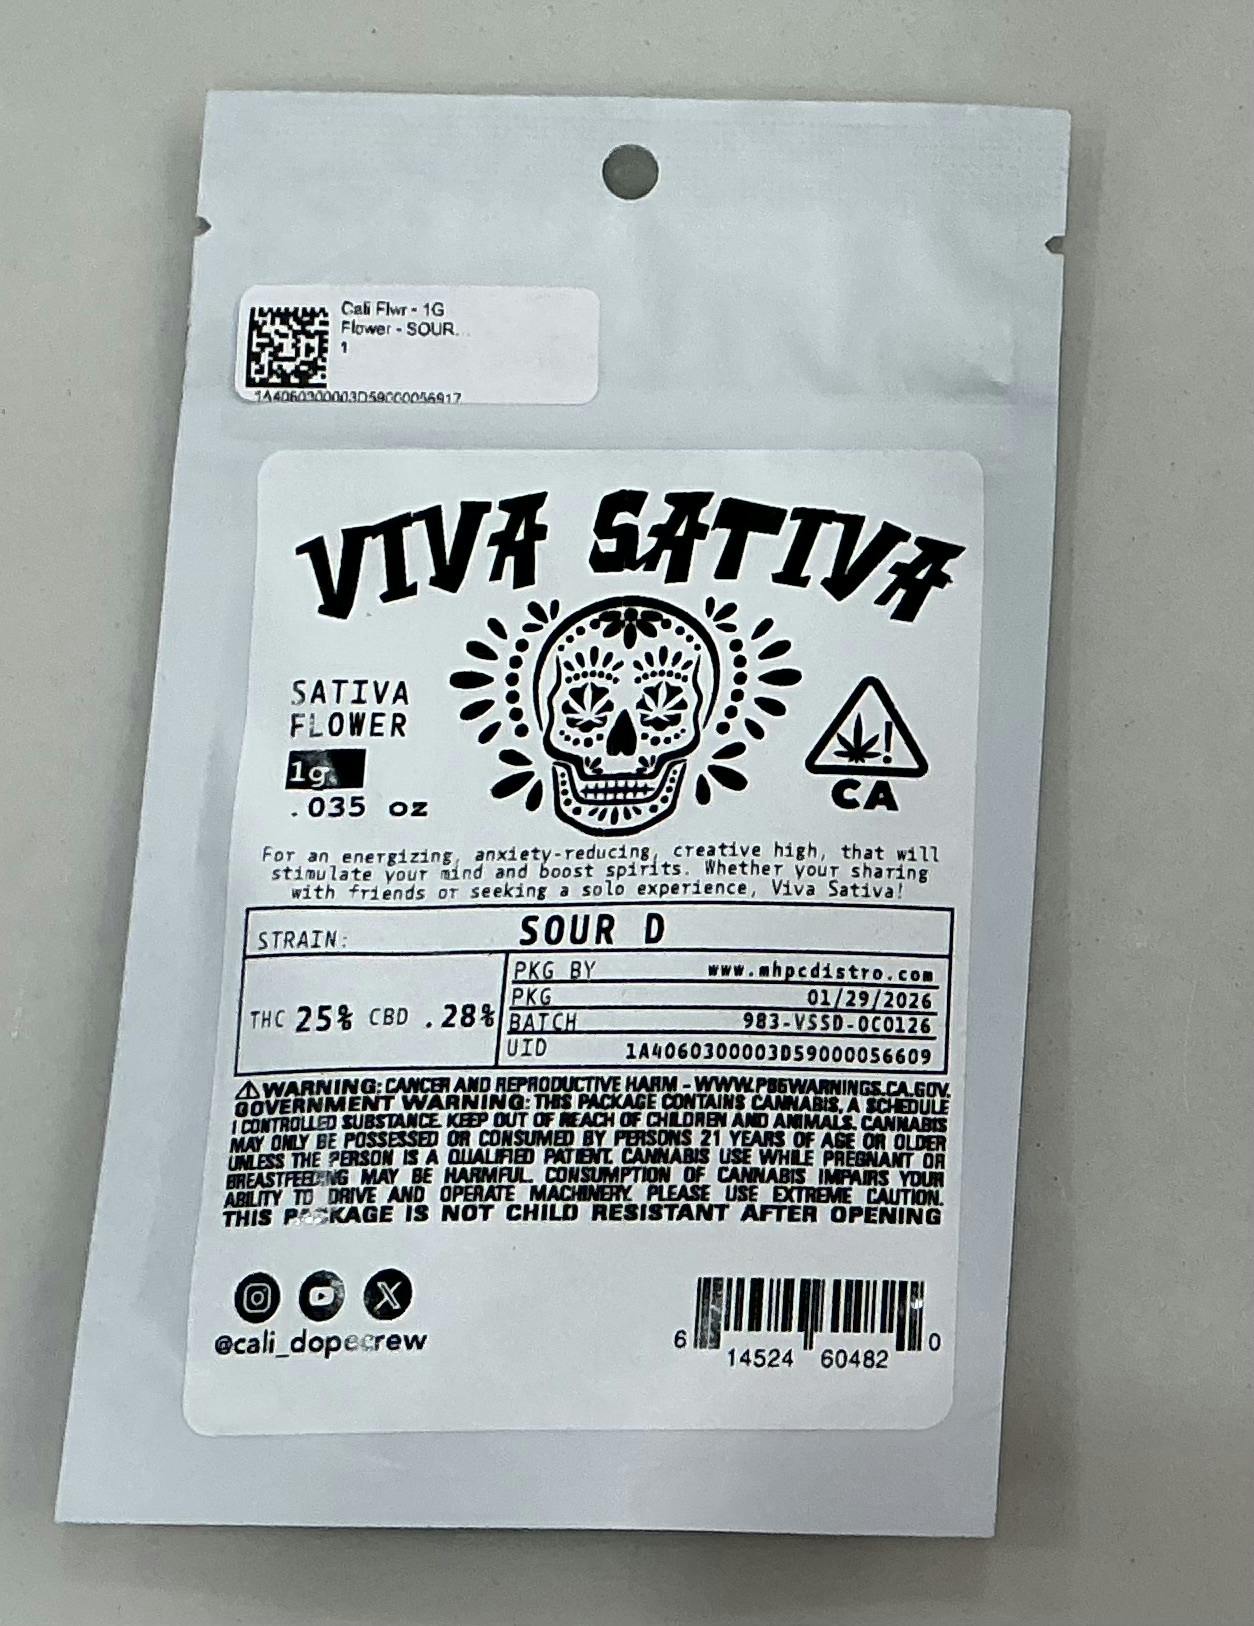 Cali Flwr - 1G
Flower - SOUR...
1
1A4060300003D59000056917
VIVA SATIVA
SATIVA
FLOWER
1g
.035 oz
CA
For an energizing, anxiety-reducing, creative high, that will
stimulate your mind and boost spirits. Whether your sharing
with friends or seeking a solo experience, Viva Sativa!
STRAIN: SOUR D
THC 25% CBD .28%
PKG BY www.mhpcdistro.com
PKG 01/29/2026
BATCH 983-VSSD-0C0126
UID 1A4060300003D59000056609
⚠WARNING: CANCER AND REPRODUCTIVE HARM - WWW.P65WARNINGS.CA.GOV.
GOVERNMENT WARNING: THIS PACKAGE CONTAINS CANNABIS, A SCHEDULE
I CONTROLLED SUBSTANCE. KEEP OUT OF REACH OF CHILDREN AND ANIMALS. CANNABIS
MAY ONLY BE POSSESSED OR CONSUMED BY PERSONS 21 YEARS OF AGE OR OLDER
UNLESS THE PERSON IS A QUALIFIED PATIENT. CANNABIS USE WHILE PREGNANT OR
BREASTFEEDING MAY BE HARMFUL. CONSUMPTION OF CANNABIS IMPAIRS YOUR
ABILITY TO DRIVE AND OPERATE MACHINERY. PLEASE USE EXTREME CAUTION.
THIS PACKAGE IS NOT CHILD RESISTANT AFTER OPENING
@cali_dopecrew
6 14524 60482 0